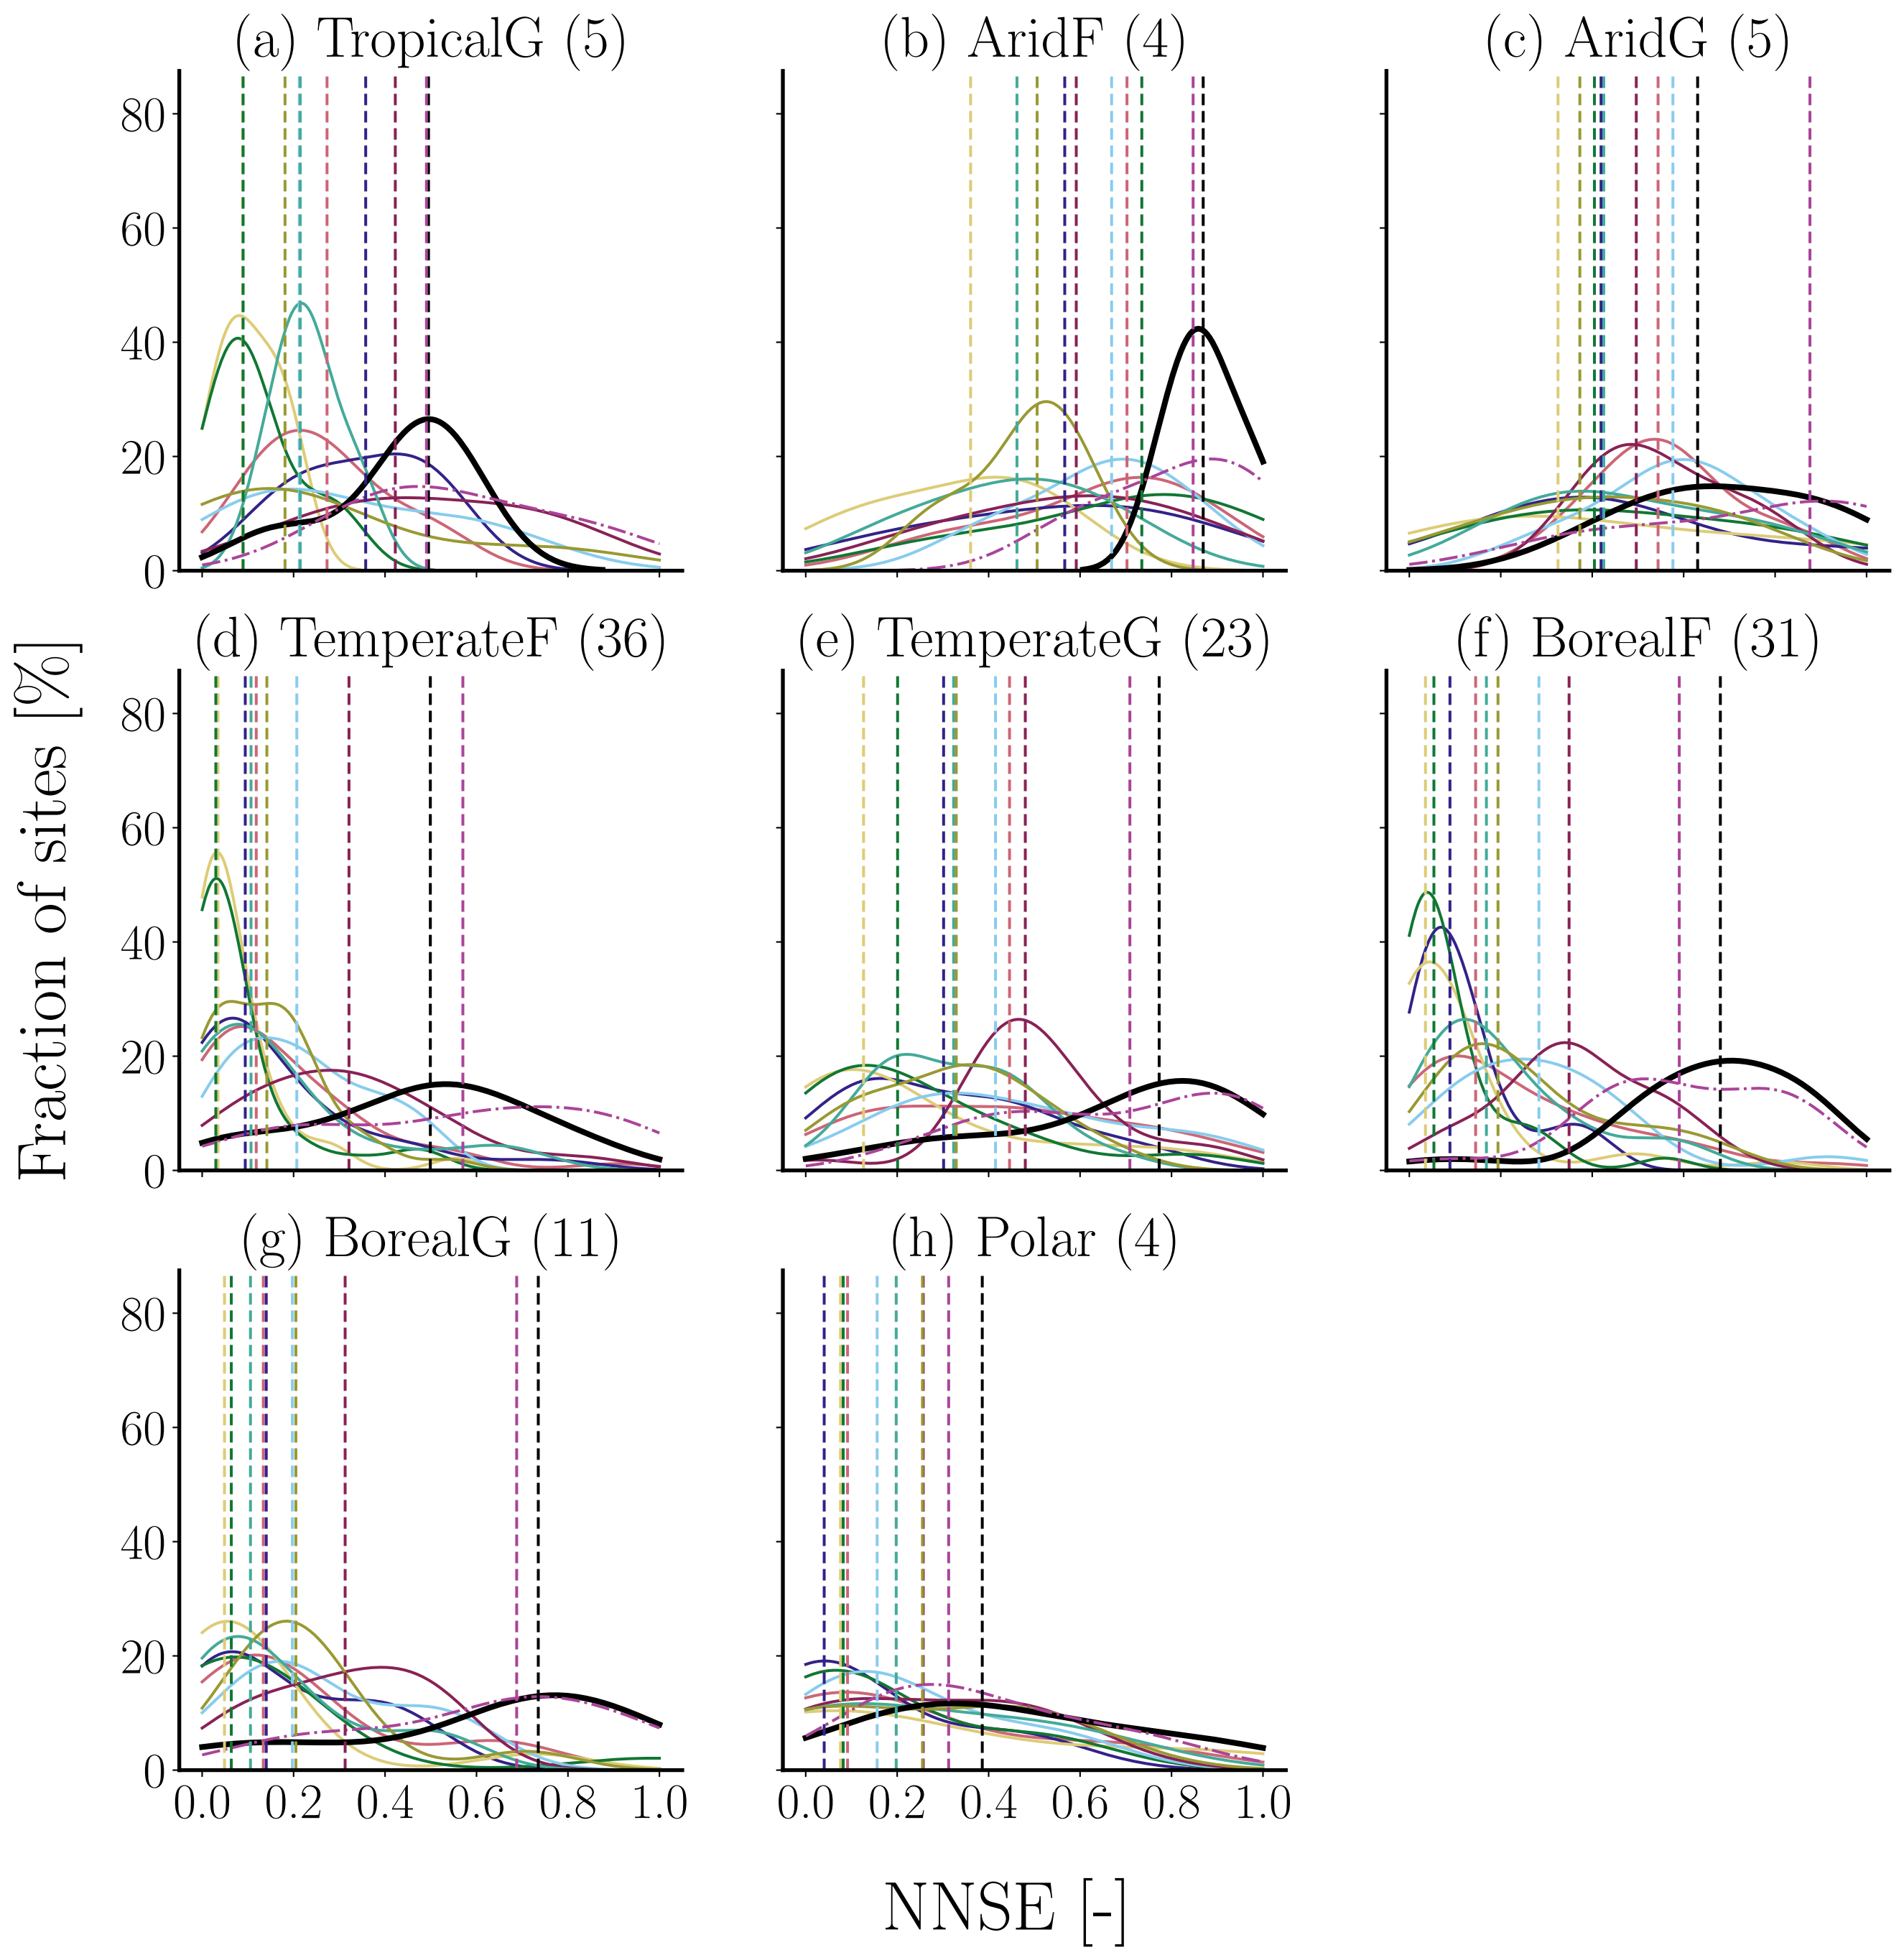 (a) TropicalG (5)
(b) AridF (4)
(c) AridG (5)
80
60
40
20
0
(d) TemperateF (36)
(e) TemperateG (23)
(f) BorealF (31)
80
60
40
20
0
Fraction of sites [%]
(g) BorealG (11)
(h) Polar (4)
80
60
40
20
0
0.0 0.2 0.4 0.6 0.8 1.0
0.0 0.2 0.4 0.6 0.8 1.0
NNSE [-]